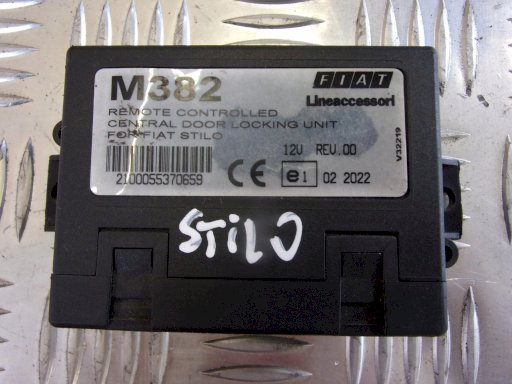 M382
REMOTE CONTROLLED
CENTRAL DOOR LOCKING UNIT
FOR FIAT STILO
2100055370659
FIAT
Lineaccessori
12V REV.00
CE e1 02 2022
V32219
STILO